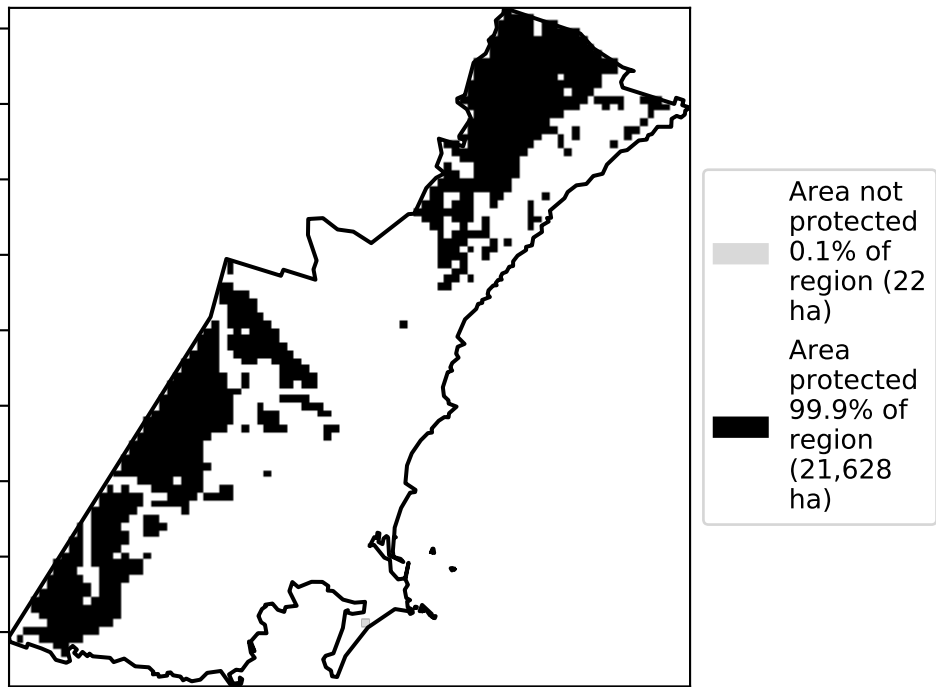 Area not
protected
0.1% of
region (22
ha)
Area
protected
99.9% of
region
(21,628
ha)